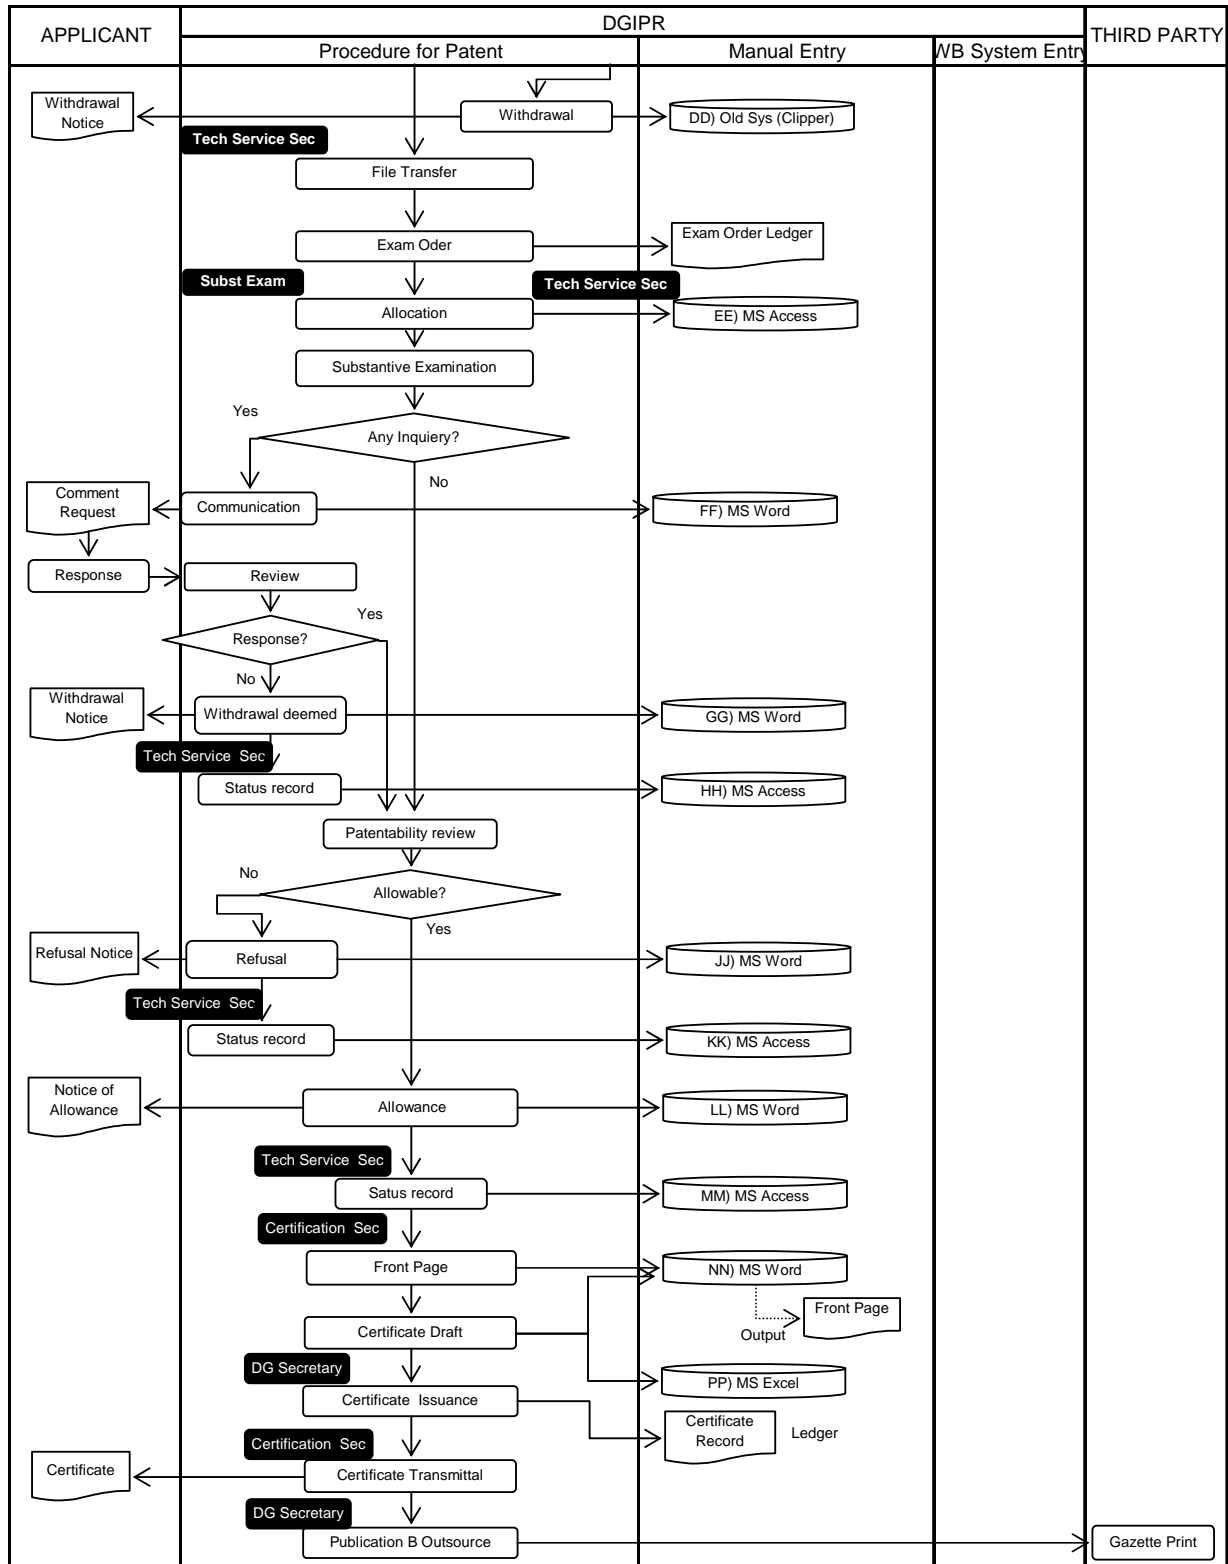 APPLICANT
DGIPR
THIRD PARTY
Procedure for Patent
Manual Entry
WB System Entry
Withdrawal
Notice
Withdrawal
DD) Old Sys (Clipper)
Tech Service Sec
File Transfer
Exam Oder
Exam Order Ledger
Subst Exam
Tech Service Sec
Allocation
EE) MS Access
Substantive Examination
Yes
Any Inquiery?
No
Comment
Request
Communication
FF) MS Word
Response
Review
Yes
Response?
No
Withdrawal
Notice
Withdrawal deemed
GG) MS Word
Tech Service Sec
Status record
HH) MS Access
Patentability review
No
Allowable?
Yes
Refusal Notice
Refusal
JJ) MS Word
Tech Service Sec
Status record
KK) MS Access
Notice of
Allowance
Allowance
LL) MS Word
Tech Service Sec
Satus record
MM) MS Access
Certification Sec
Front Page
NN) MS Word
Front Page
Output
Certificate Draft
DG Secretary
PP) MS Excel
Certificate Issuance
Certificate
Record
Ledger
Certification Sec
Certificate
Certificate Transmittal
DG Secretary
Publication B Outsource
Gazette Print